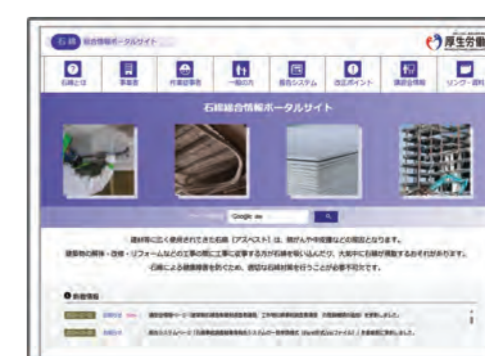 石綿 総合情報ポータルサイト
厚生労働
石綿とは 事業者 作業従事者 一般の方 報告システム 改正ポイント 講習会情報 リンク・資料
石綿総合情報ポータルサイト
Google
建材等に広く使用されてきた石綿（アスベスト）は、肺がんや中皮腫などの原因となります。
建築物の解体・改修・リフォームなどの工事の際に工事に従事する方が石綿を吸い込んだり、大気中に石綿が飛散するおそれがあります。
石綿による健康障害を防ぐため、適切な石綿対策を行うことが必要不可欠です。
新着情報